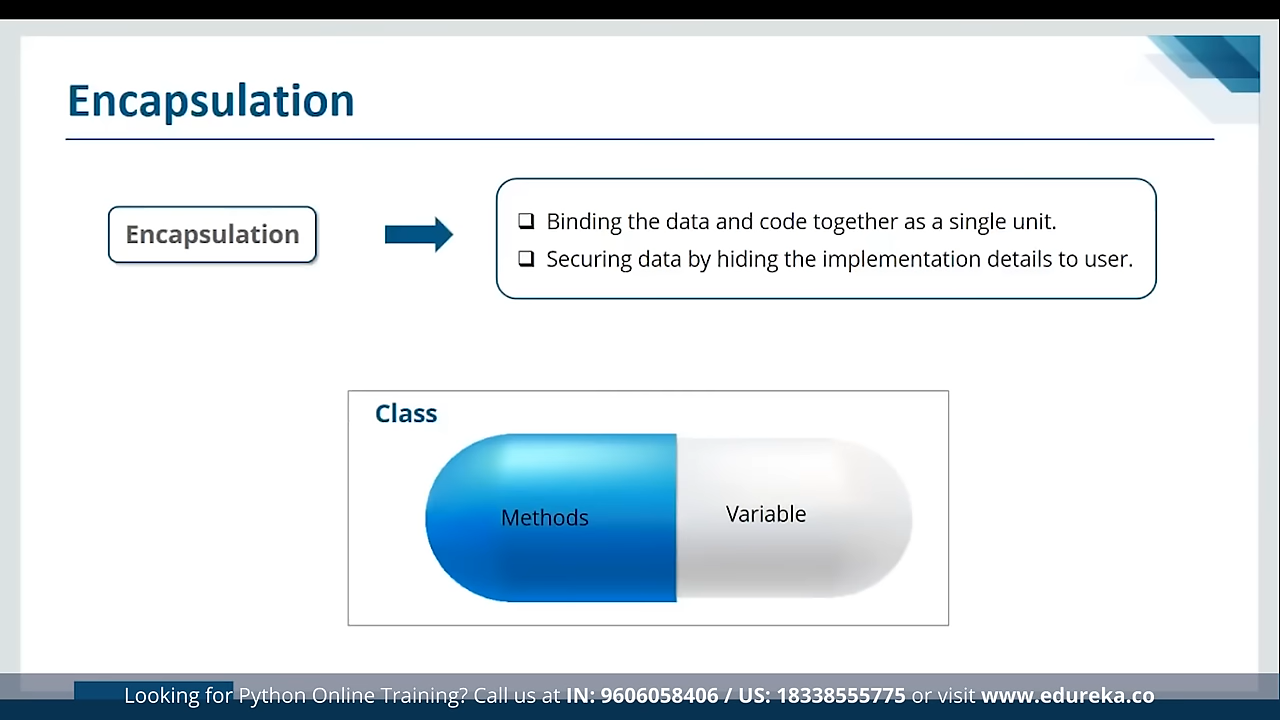 Encapsulation
Encapsulation
❑ Binding the data and code together as a single unit.
❑ Securing data by hiding the implementation details to user.
Class
Methods
Variable
Looking for Python Online Training? Call us at IN: 9606058406 / US: 18338555775 or visit www.edureka.co